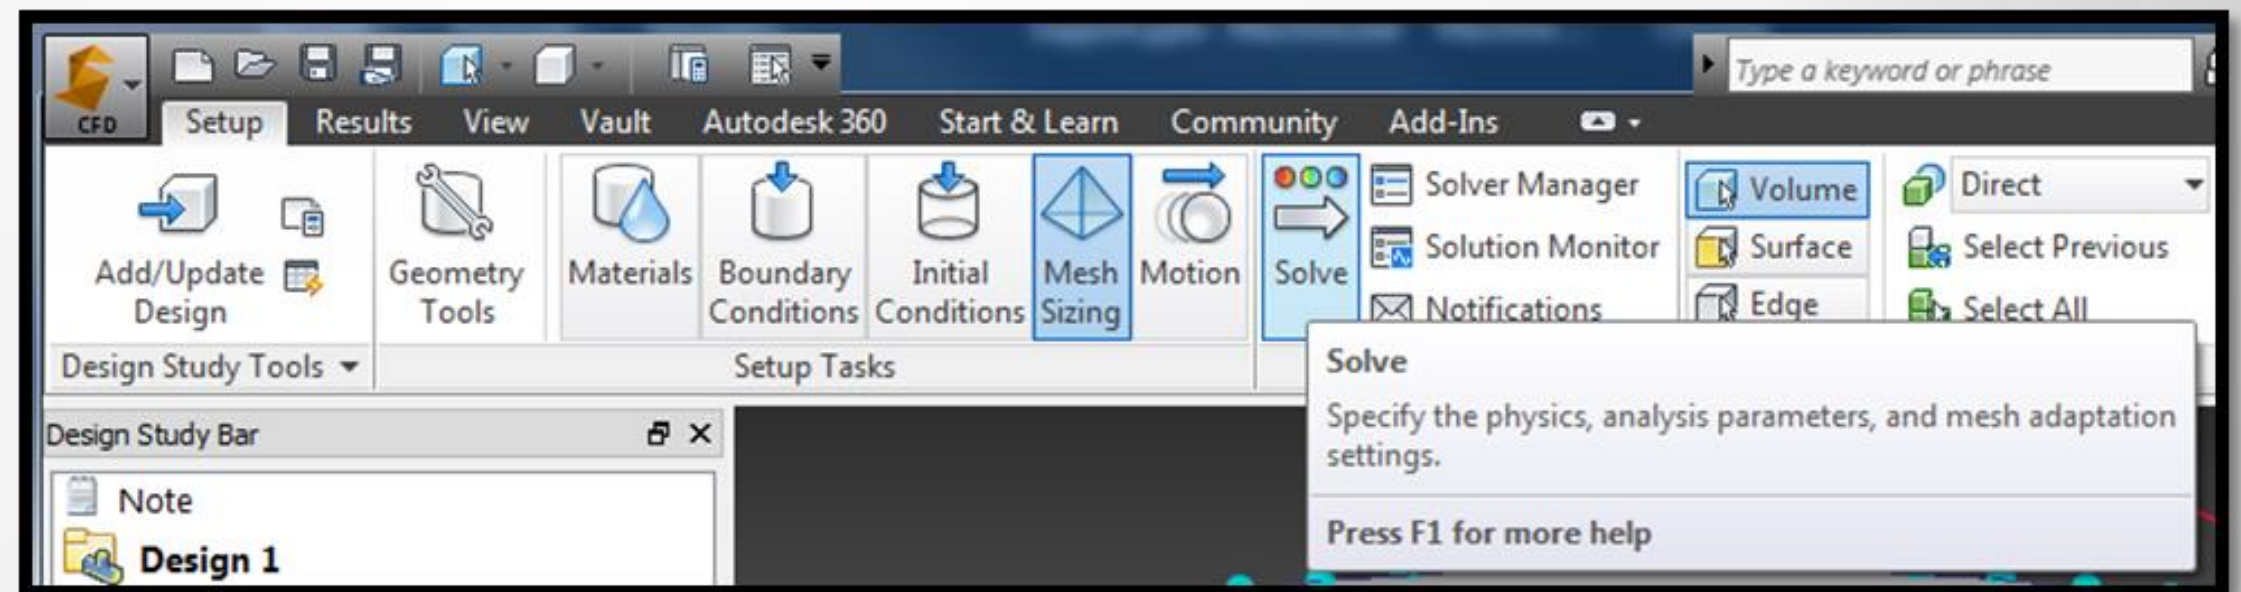 Type a keyword or phrase
CFD
Setup Results View Vault Autodesk 360 Start & Learn Community Add-Ins
Add/Update
Design
Geometry
Tools
Materials
Boundary
Conditions
Initial
Conditions
Mesh
Sizing
Motion
Solve
Solver Manager
Solution Monitor
Notifications
Volume
Surface
Edge
Direct
Select Previous
Select All
Design Study Tools
Setup Tasks
Solve
Specify the physics, analysis parameters, and mesh adaptation
settings.
Press F1 for more help
Design Study Bar
Note
Design 1